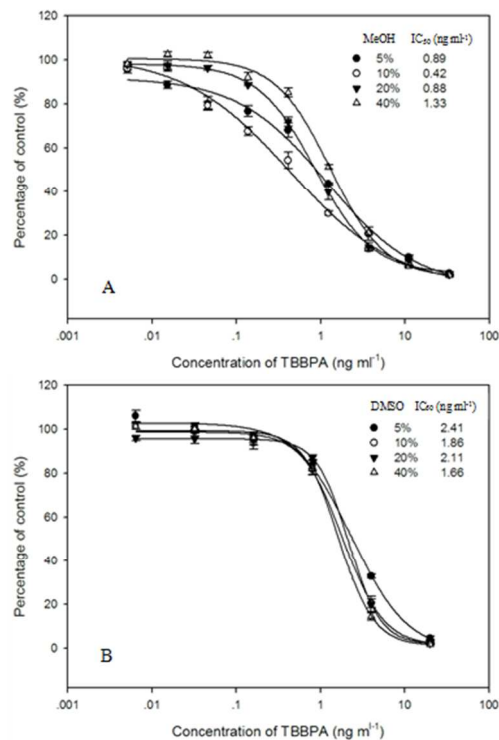 120
MeOH IC₅₀ (ng ml⁻¹)
5% 0.89
10% 0.42
20% 0.88
40% 1.33
100
80
60
40
20
0
Percentage of control (%)
A
.001 .01 .1 1 10 100
Concentration of TBBPA (ng ml⁻¹)
120
DMSO IC₅₀ (ng ml⁻¹)
5% 2.41
10% 1.86
20% 2.11
40% 1.66
100
80
60
40
20
0
Percentage of control (%)
B
.001 .01 .1 1 10 100
Concentration of TBBPA (ng ml⁻¹)